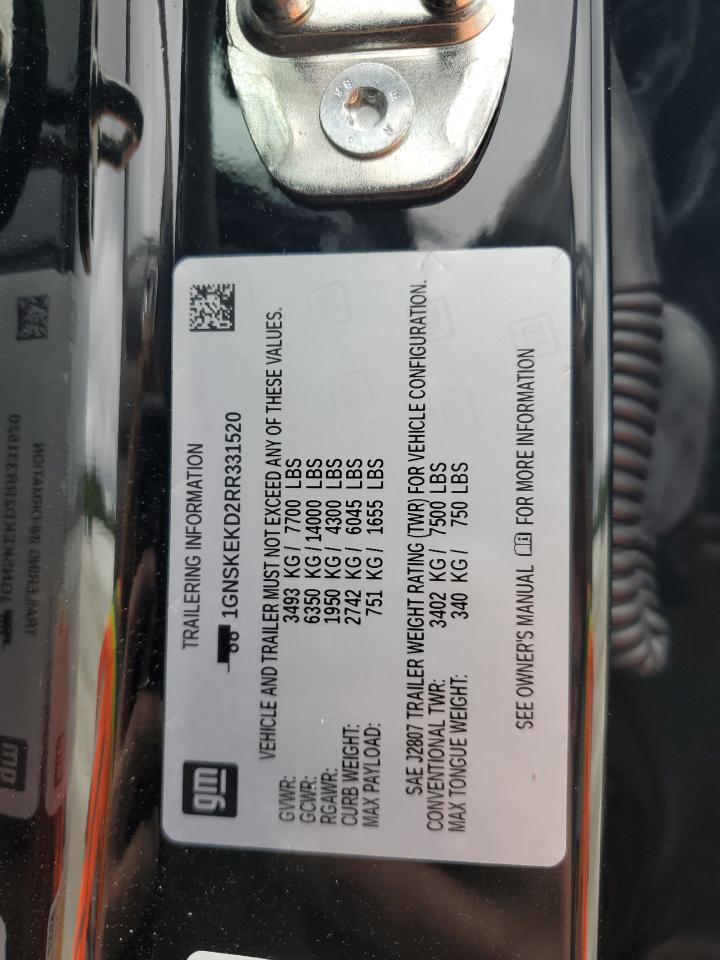 gm
TRAILERING INFORMATION
1GNSKEKD2RR331520
VEHICLE AND TRAILER MUST NOT EXCEED ANY OF THESE VALUES.
GVWR: 3493 KG / 7700 LBS
GCWR: 6350 KG / 14000 LBS
RGAWR: 1950 KG / 4300 LBS
CURB WEIGHT: 2742 KG / 6045 LBS
MAX PAYLOAD: 751 KG / 1655 LBS
SAE J2807 TRAILER WEIGHT RATING (TWR) FOR VEHICLE CONFIGURATION.
CONVENTIONAL TWR: 3402 KG / 7500 LBS
MAX TONGUE WEIGHT: 340 KG / 750 LBS
SEE OWNER'S MANUAL FOR MORE INFORMATION